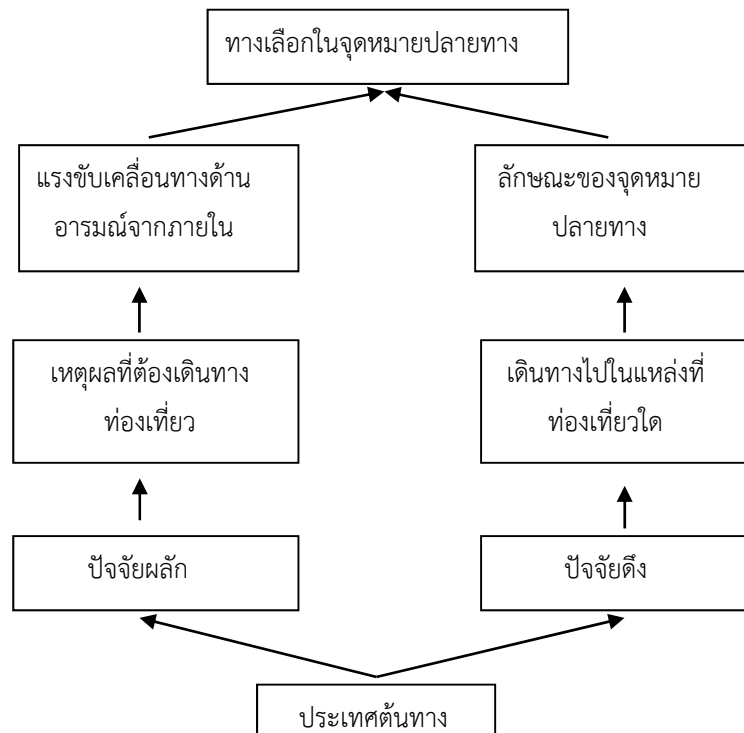 ทางเลือกในจุดหมายปลายทาง
แรงขับเคลื่อนทางด้าน
อารมณ์จากภายใน
ลักษณะของจุดหมาย
ปลายทาง
เหตุผลที่ต้องเดินทาง
ท่องเที่ยว
เดินทางไปในแหล่งที่
ท่องเที่ยวใด
ปัจจัยผลัก
ปัจจัยดึง
ประเทศต้นทาง